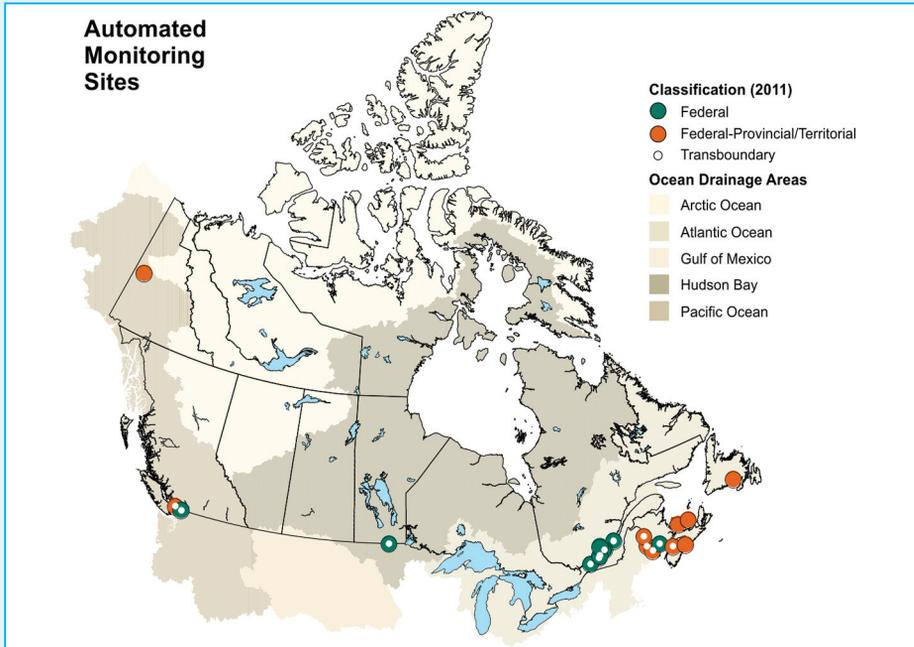 Automated
Monitoring
Sites
Classification (2011)
Federal
Federal-Provincial/Territorial
Transboundary
Ocean Drainage Areas
Arctic Ocean
Atlantic Ocean
Gulf of Mexico
Hudson Bay
Pacific Ocean